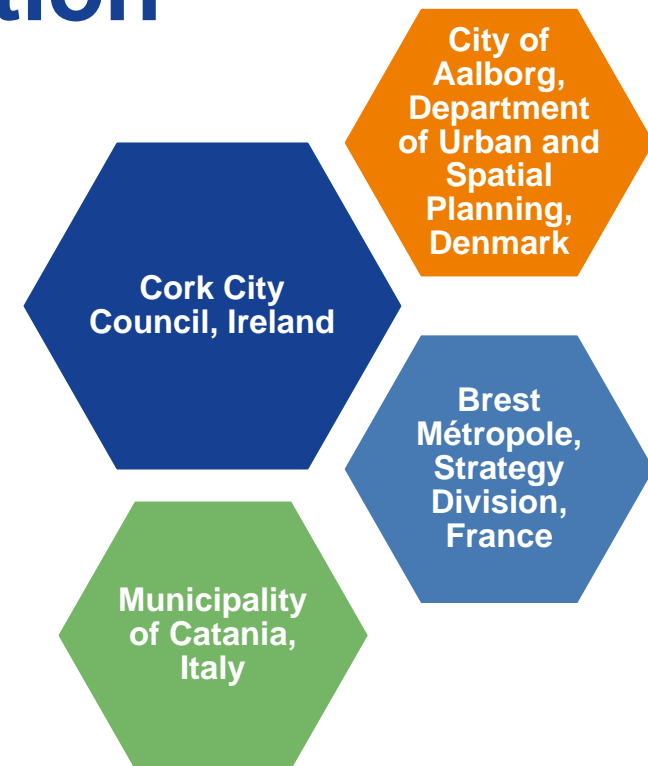 tion
City of
Aalborg,
Department
of Urban and
Spatial
Planning,
Denmark
Cork City
Council, Ireland
Brest
Métropole,
Strategy
Division,
France
Municipality
of Catania,
Italy